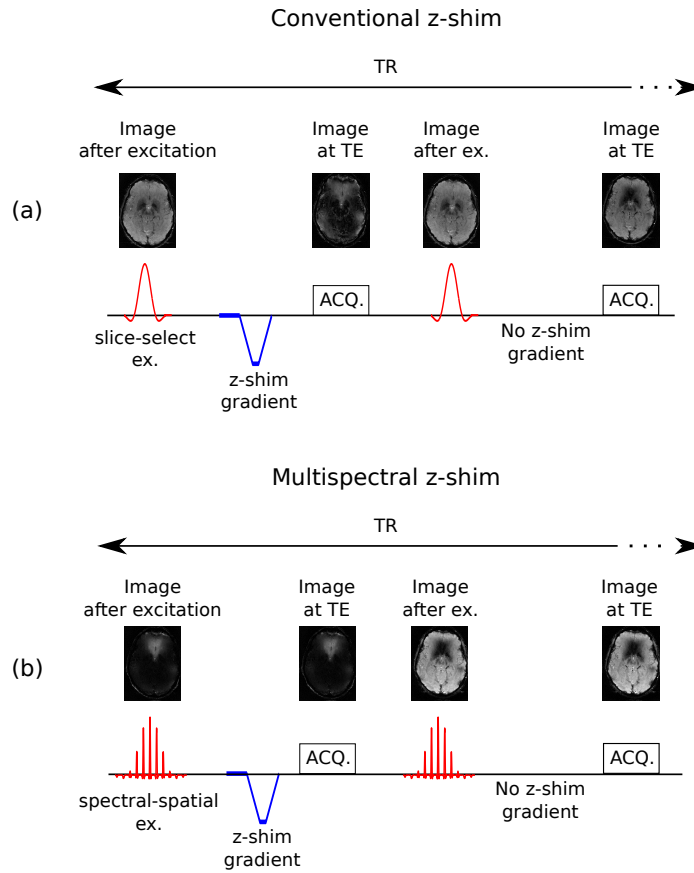 Conventional z-shim
TR
. . .
Image
after excitation
Image
at TE
Image
after ex.
Image
at TE
(a)
ACQ.
ACQ.
slice-select
ex.
z-shim
gradient
No z-shim
gradient
Multispectral z-shim
TR
. . .
Image
after excitation
Image
at TE
Image
after ex.
Image
at TE
(b)
ACQ.
ACQ.
spectral-spatial
ex.
z-shim
gradient
No z-shim
gradient